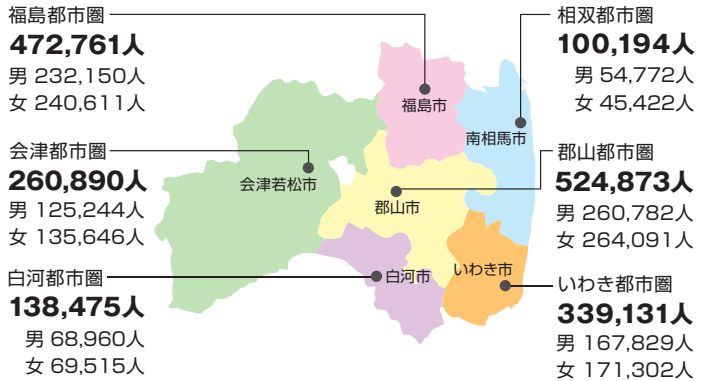 福島都市圏
472,761人
男 232,150人
女 240,611人
相双都市圏
100,194人
男 54,772人
女 45,422人
福島市
南相馬市
会津都市圏
260,890人
男 125,244人
女 135,646人
会津若松市
郡山市
郡山都市圏
524,873人
男 260,782人
女 264,091人
白河都市圏
138,475人
男 68,960人
女 69,515人
白河市
いわき市
いわき都市圏
339,131人
男 167,829人
女 171,302人